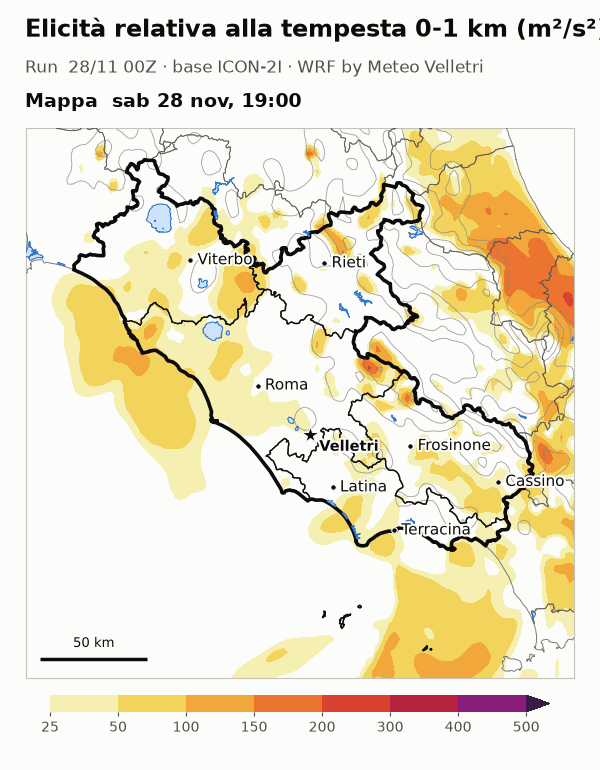 Elicità relativa alla tempesta 0-1 km (m²/s²)
Run  28/11 00Z · base ICON-2I · WRF by Meteo Velletri
Mappa  sab 28 nov, 19:00
Viterbo
Rieti
Roma
Velletri
Frosinone
Cassino
Latina
Terracina
50 km
25 50 100 150 200 300 400 500